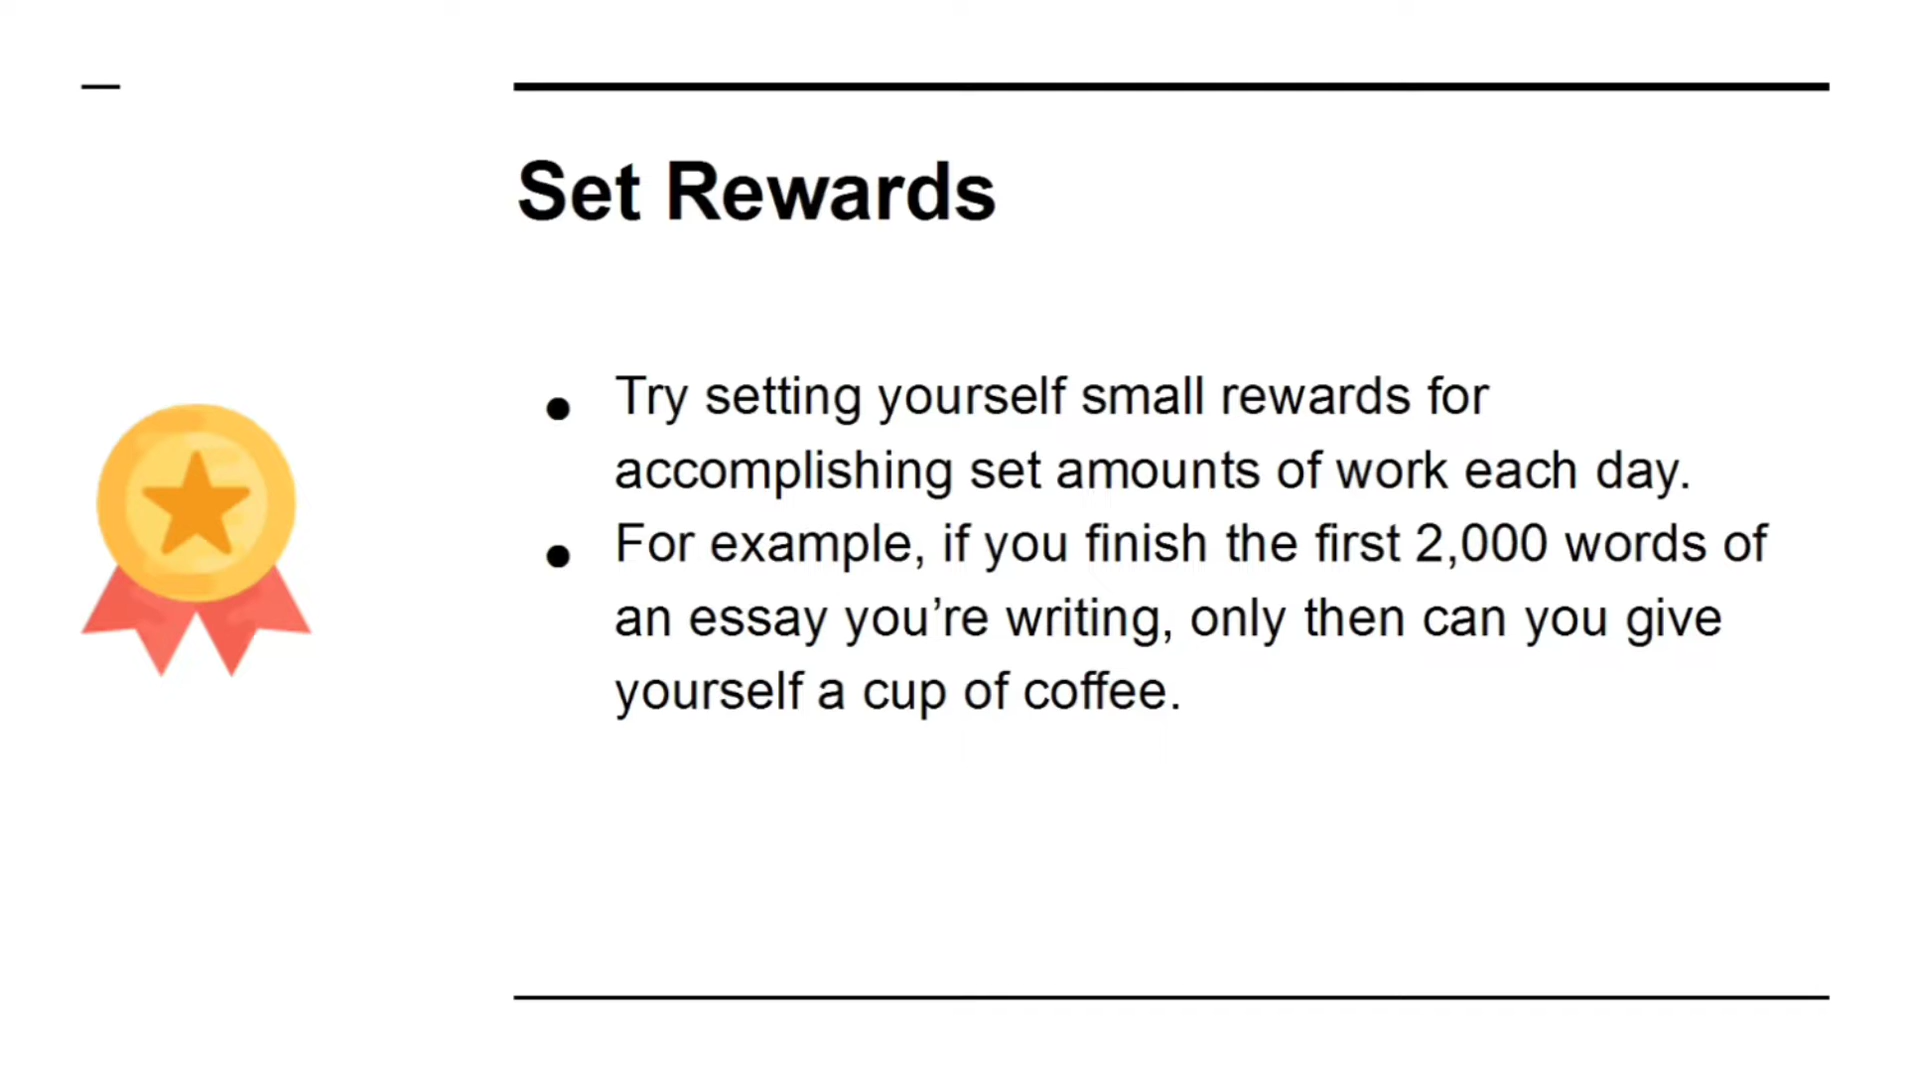 Set Rewards
● Try setting yourself small rewards for
accomplishing set amounts of work each day.
● For example, if you finish the first 2,000 words of
an essay you’re writing, only then can you give
yourself a cup of coffee.